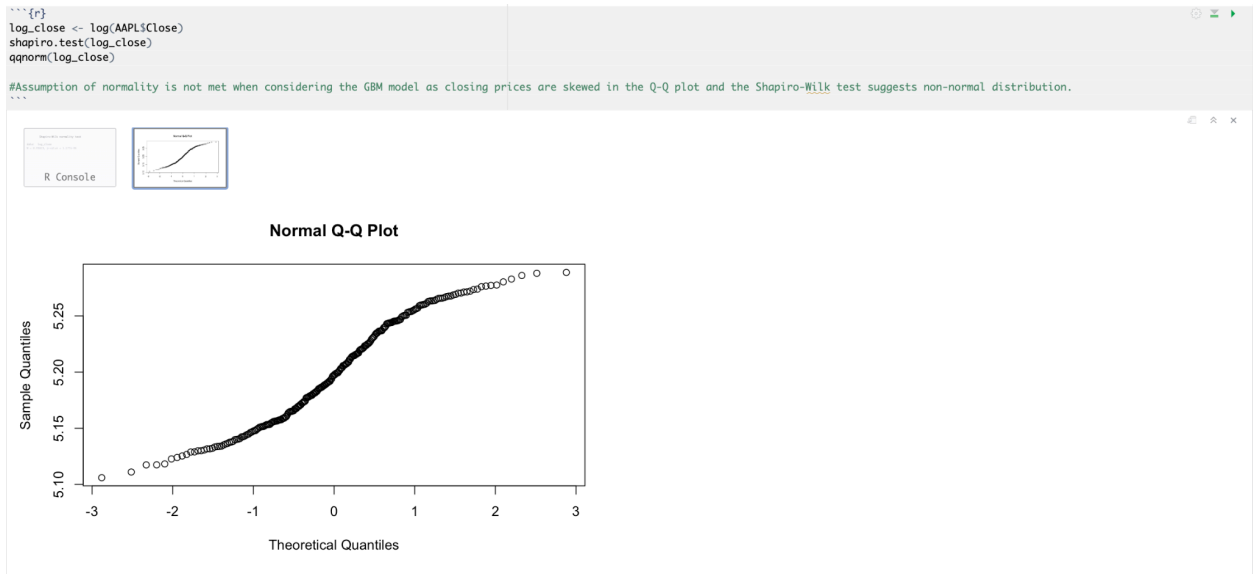 ```{r}
log_close <- log(AAPL$Close)
shapiro.test(log_close)
qqnorm(log_close)
#Assumption of normality is not met when considering the GBM model as closing prices are skewed in the Q-Q plot and the Shapiro-Wilk test suggests non-normal distribution.
```
R Console
Normal Q-Q Plot
Sample Quantiles
5.25
5.20
5.15
5.10
-3 -2 -1 0 1 2 3
Theoretical Quantiles